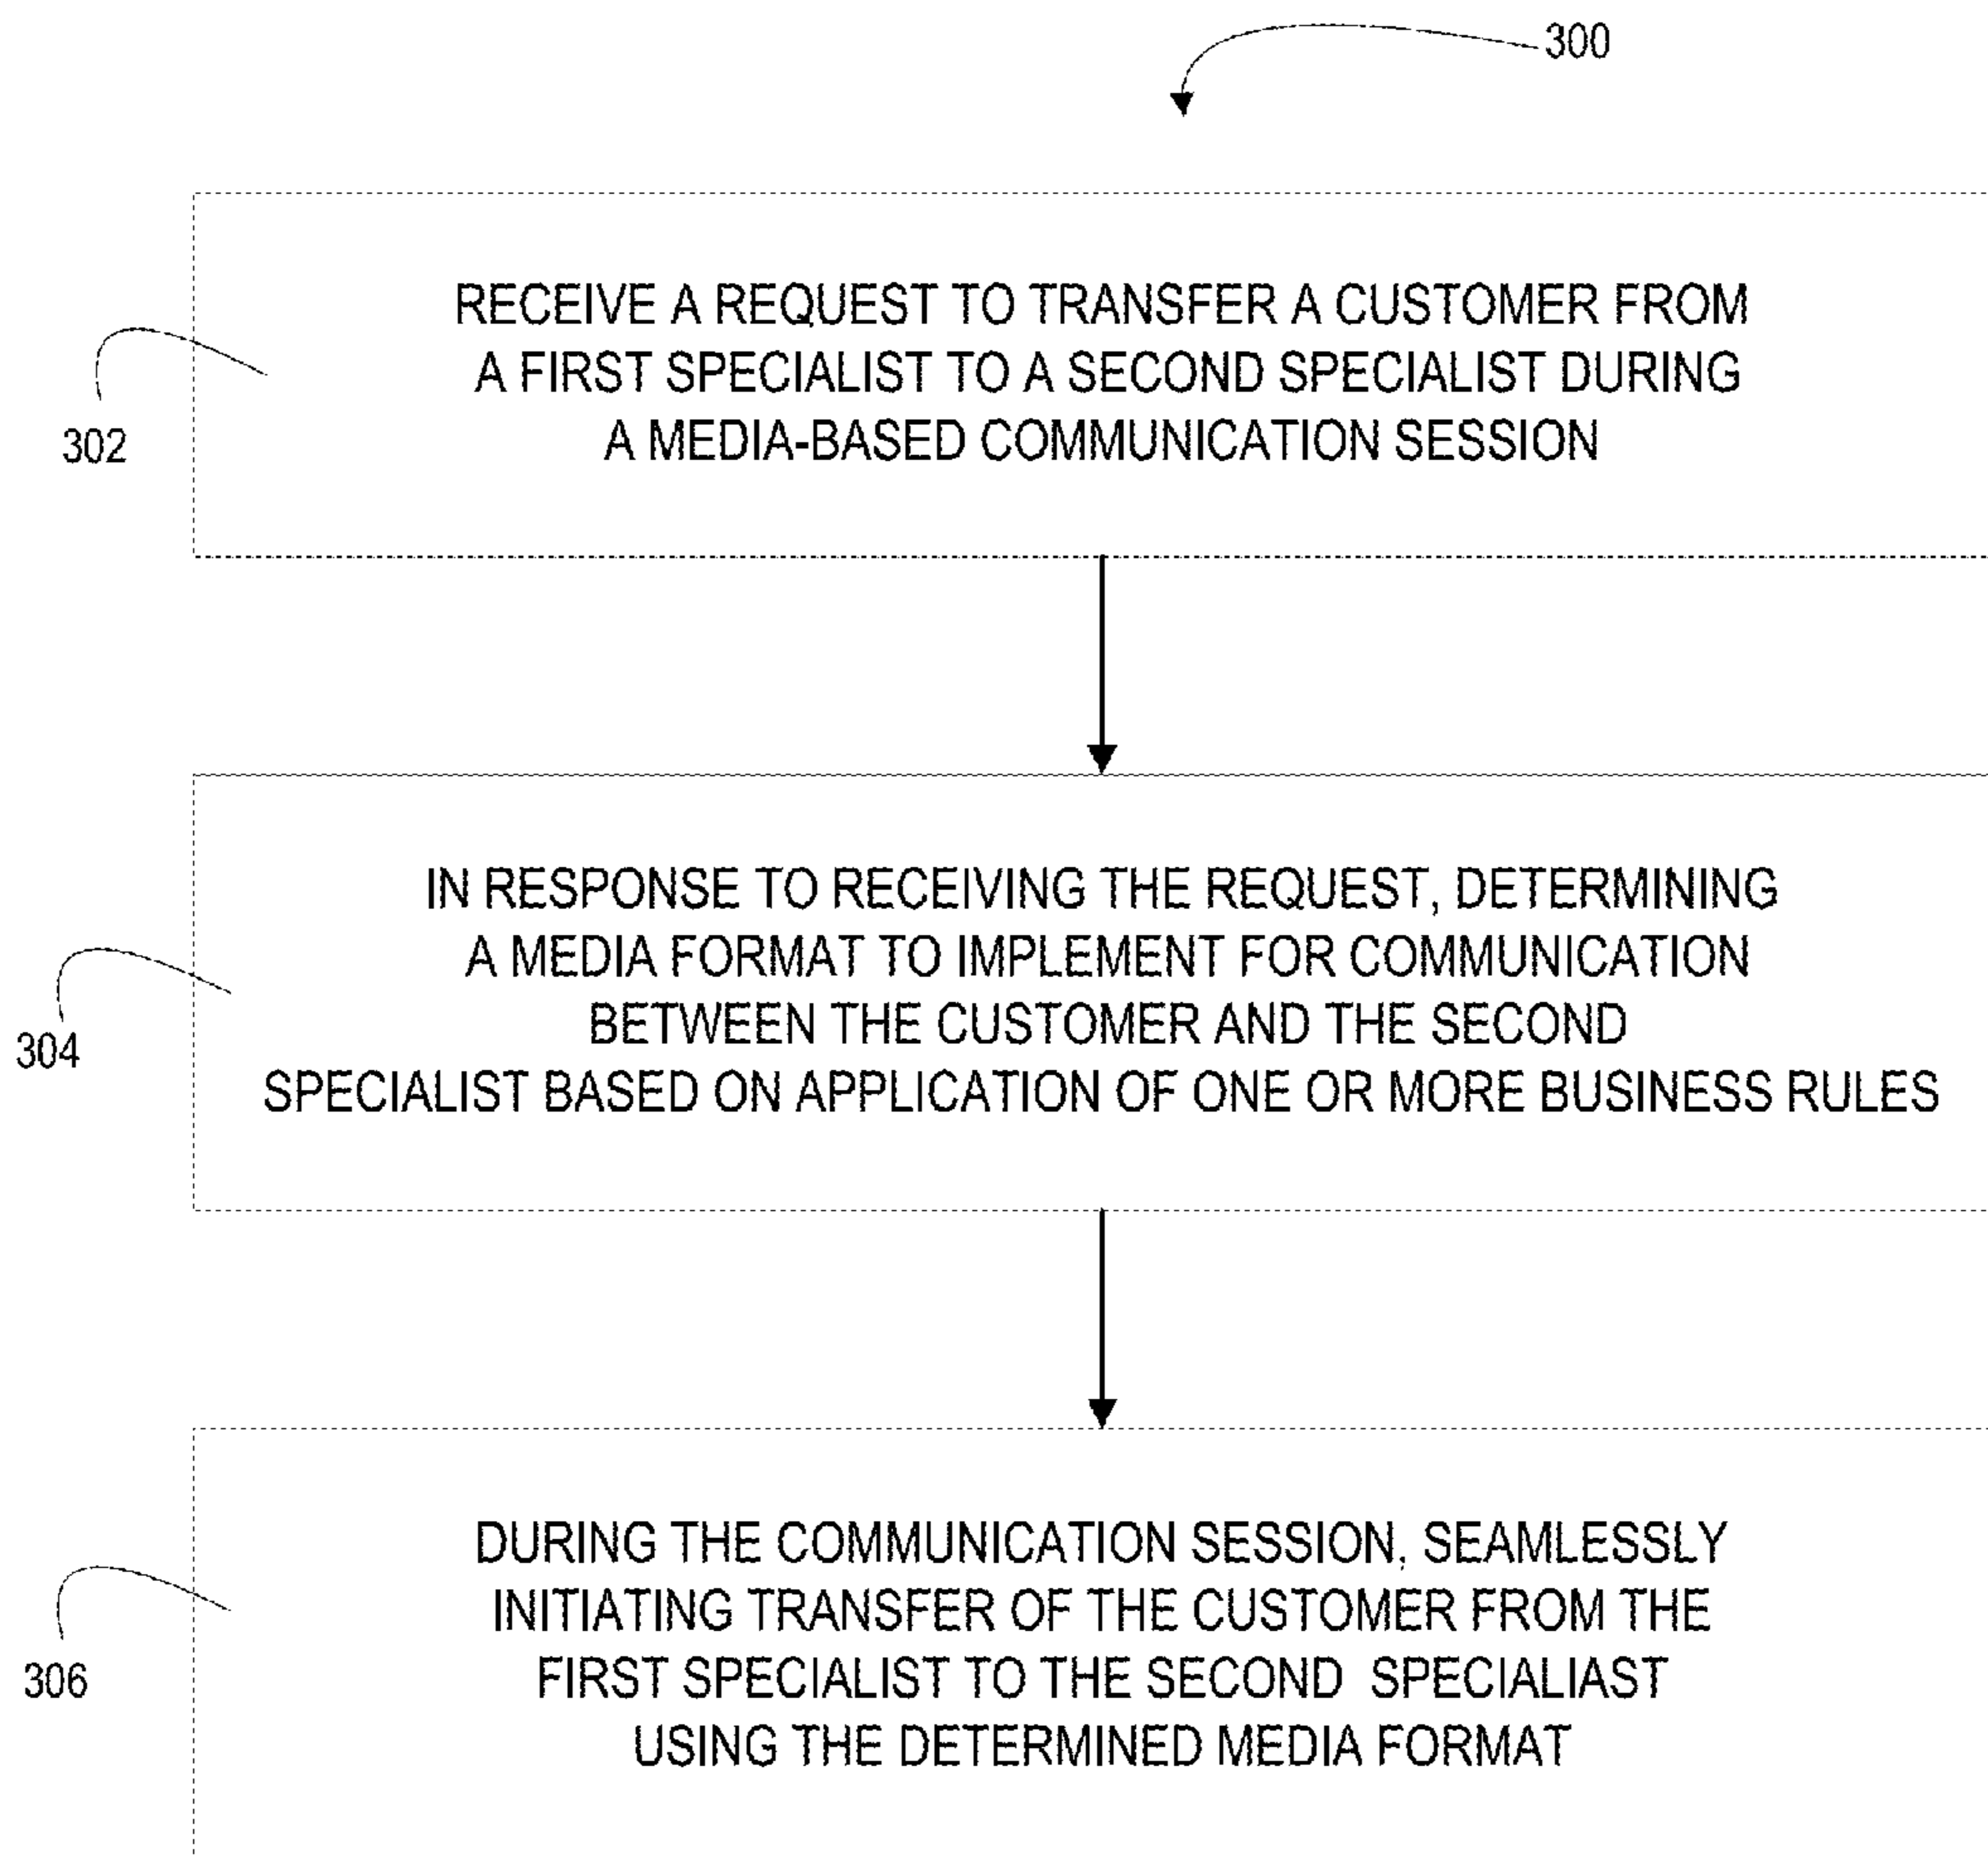 300
RECEIVE A REQUEST TO TRANSFER A CUSTOMER FROM
A FIRST SPECIALIST TO A SECOND SPECIALIST DURING
A MEDIA-BASED COMMUNICATION SESSION
302
IN RESPONSE TO RECEIVING THE REQUEST, DETERMINING
A MEDIA FORMAT TO IMPLEMENT FOR COMMUNICATION
BETWEEN THE CUSTOMER AND THE SECOND
SPECIALIST BASED ON APPLICATION OF ONE OR MORE BUSINESS RULES
304
DURING THE COMMUNICATION SESSION, SEAMLESSLY
INITIATING TRANSFER OF THE CUSTOMER FROM THE
FIRST SPECIALIST TO THE SECOND SPECIALIAST
USING THE DETERMINED MEDIA FORMAT
306